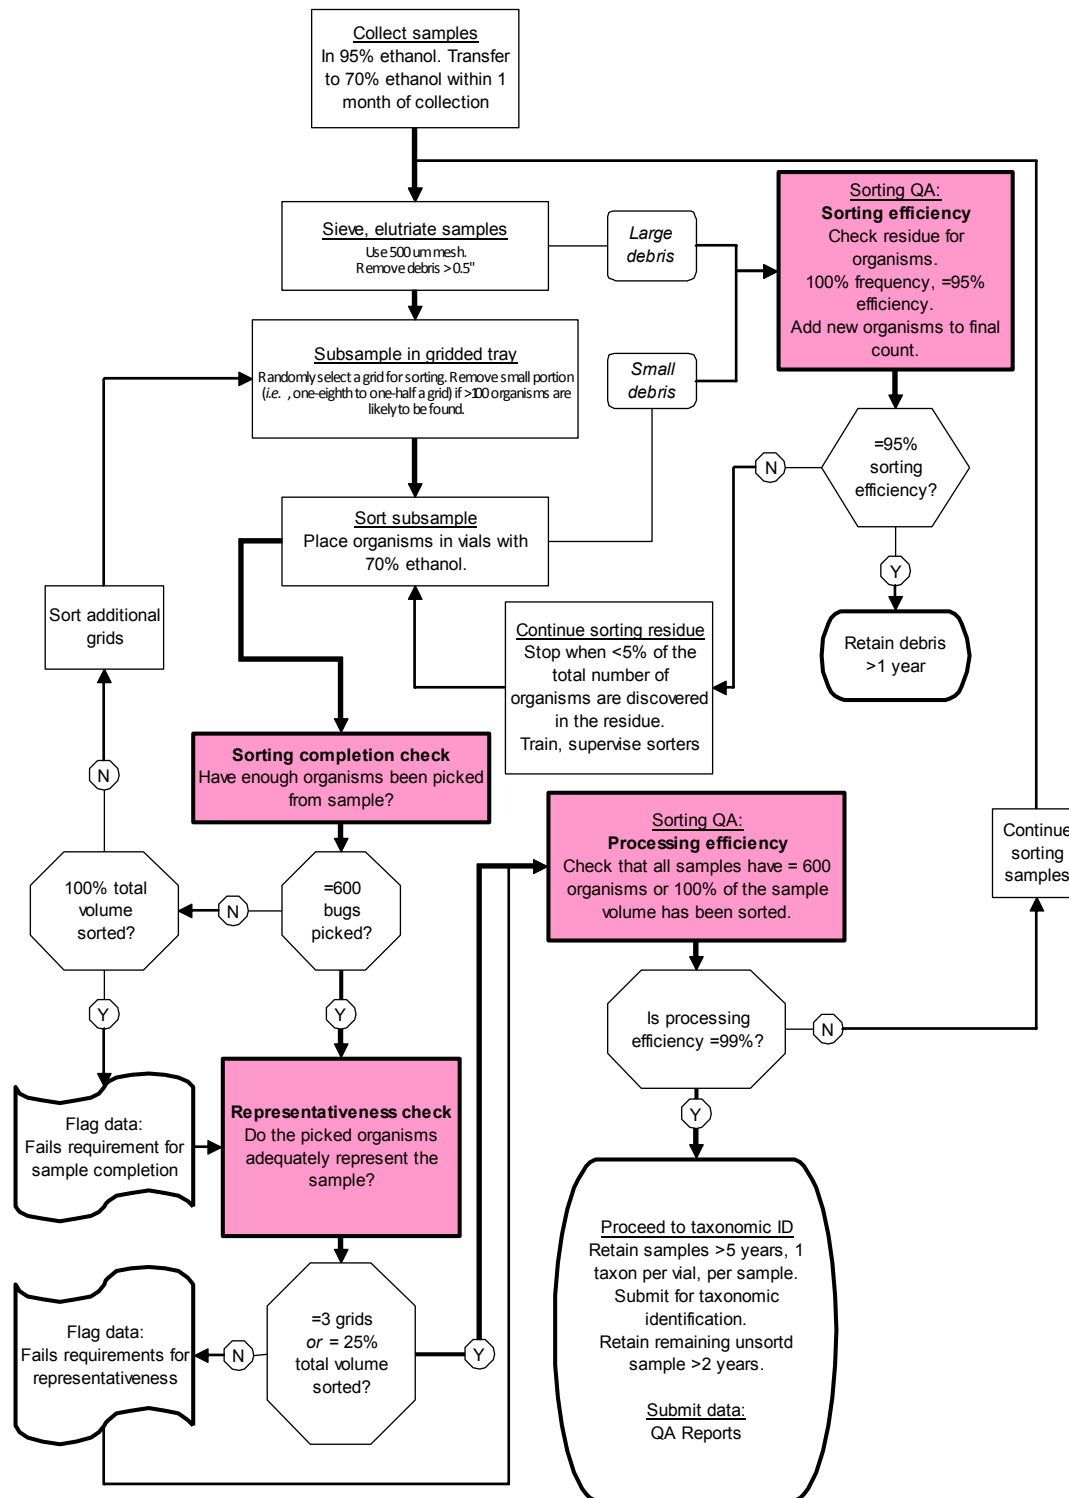 Collect samples
In 95% ethanol. Transfer
to 70% ethanol within 1
month of collection
Sieve, elutriate samples
Use 500 um mesh.
Remove debris > 0.5"
Large
debris
Sorting QA:
Sorting efficiency
Check residue for
organisms.
100% frequency, =95%
efficiency.
Add new organisms to final
count.
Subsample in gridded tray
Randomly select a grid for sorting. Remove small portion
(i.e. , one-eighth to one-half a grid) if >100 organisms are
likely to be found.
Small
debris
=95%
sorting
efficiency?
N
Y
Sort subsample
Place organisms in vials with
70% ethanol.
Sort additional
grids
Continue sorting residue
Stop when <5% of the
total number of
organisms are discovered
in the residue.
Train, supervise sorters
Retain debris
>1 year
Sorting completion check
Have enough organisms been picked
from sample?
N
Sorting QA:
Processing efficiency
Check that all samples have = 600
organisms or 100% of the sample
volume has been sorted.
Continue
sorting
samples
100% total
volume
sorted?
N
=600
bugs
picked?
Y
Y
Is processing
efficiency =99%?
N
Y
Flag data:
Fails requirement for
sample completion
Representativeness check
Do the picked organisms
adequately represent the
sample?
Flag data:
Fails requirements for
representativeness
N
=3 grids
or = 25%
total volume
sorted?
Y
Proceed to taxonomic ID
Retain samples >5 years, 1
taxon per vial, per sample.
Submit for taxonomic
identification.
Retain remaining unsortd
sample >2 years.
Submit data:
QA Reports